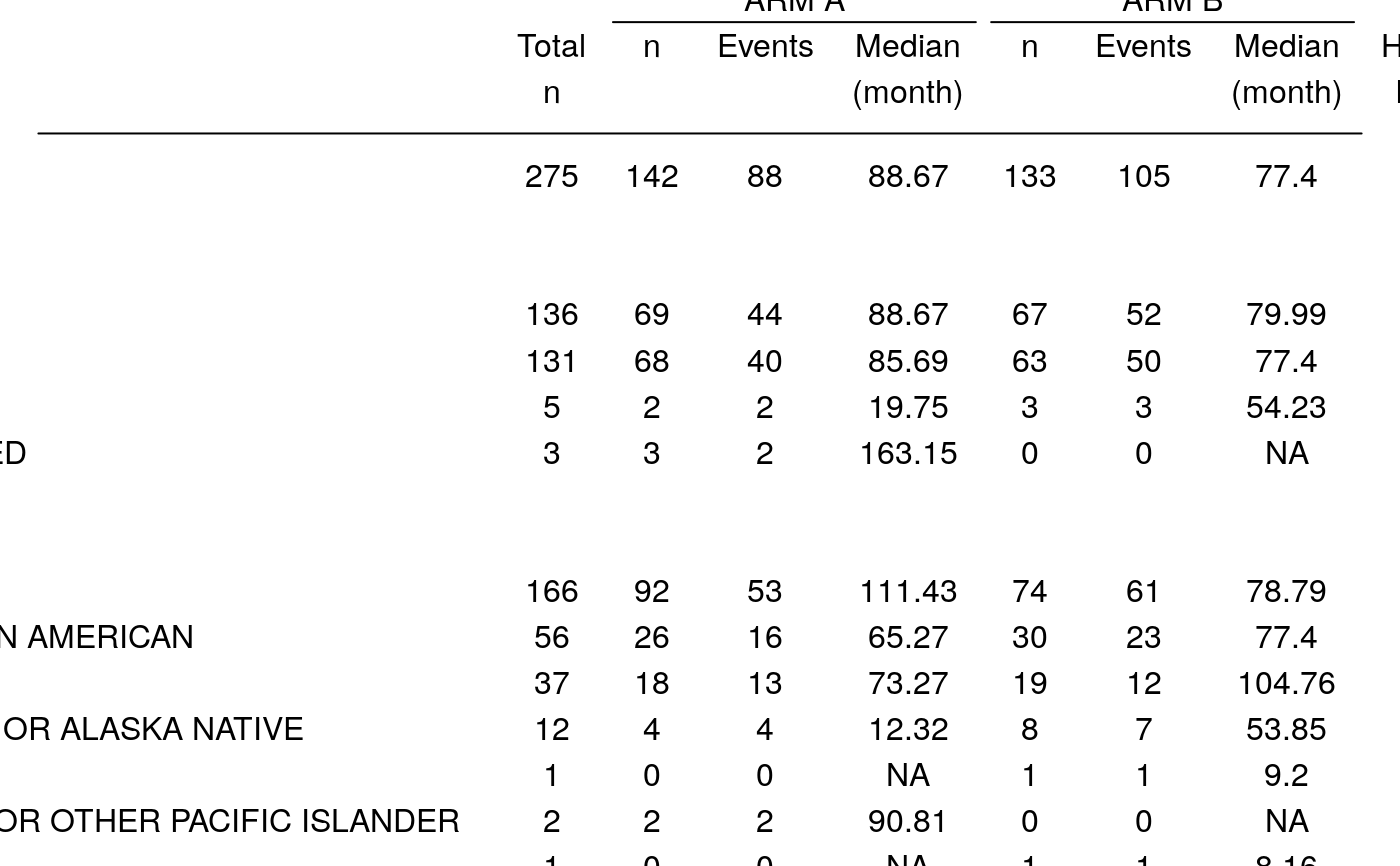 ARM A ARM B
Total n Events Median n Events Median
n (month) (month)
275 142 88 88.67 133 105 77.4
136 69 44 88.67 67 52 79.99
131 68 40 85.69 63 50 77.4
5 2 2 19.75 3 3 54.23
ED 3 3 2 163.15 0 0 NA
166 92 53 111.43 74 61 78.79
N AMERICAN 56 26 16 65.27 30 23 77.4
37 18 13 73.27 19 12 104.76
OR ALASKA NATIVE 12 4 4 12.32 8 7 53.85
1 0 0 NA 1 1 9.2
OR OTHER PACIFIC ISLANDER 2 2 2 90.81 0 0 NA
1 0 0 NA 1 1 8.16